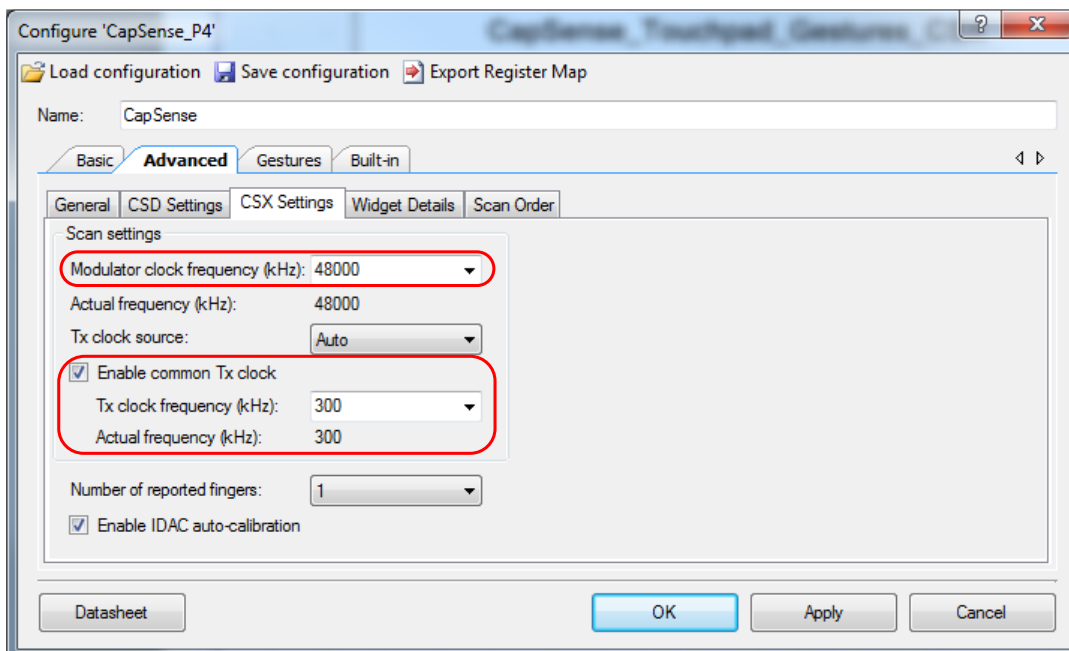 Configure 'CapSense_P4'
CapSense_Touchpad_Gestures_C
Load configuration Save configuration Export Register Map
Name: CapSense
Basic Advanced Gestures Built-in
General CSD Settings CSX Settings Widget Details Scan Order
Scan settings
Modulator clock frequency (kHz): 48000
Actual frequency (kHz): 48000
Tx clock source: Auto
Enable common Tx clock
Tx clock frequency (kHz): 300
Actual frequency (kHz): 300
Number of reported fingers: 1
Enable IDAC auto-calibration
Datasheet OK Apply Cancel